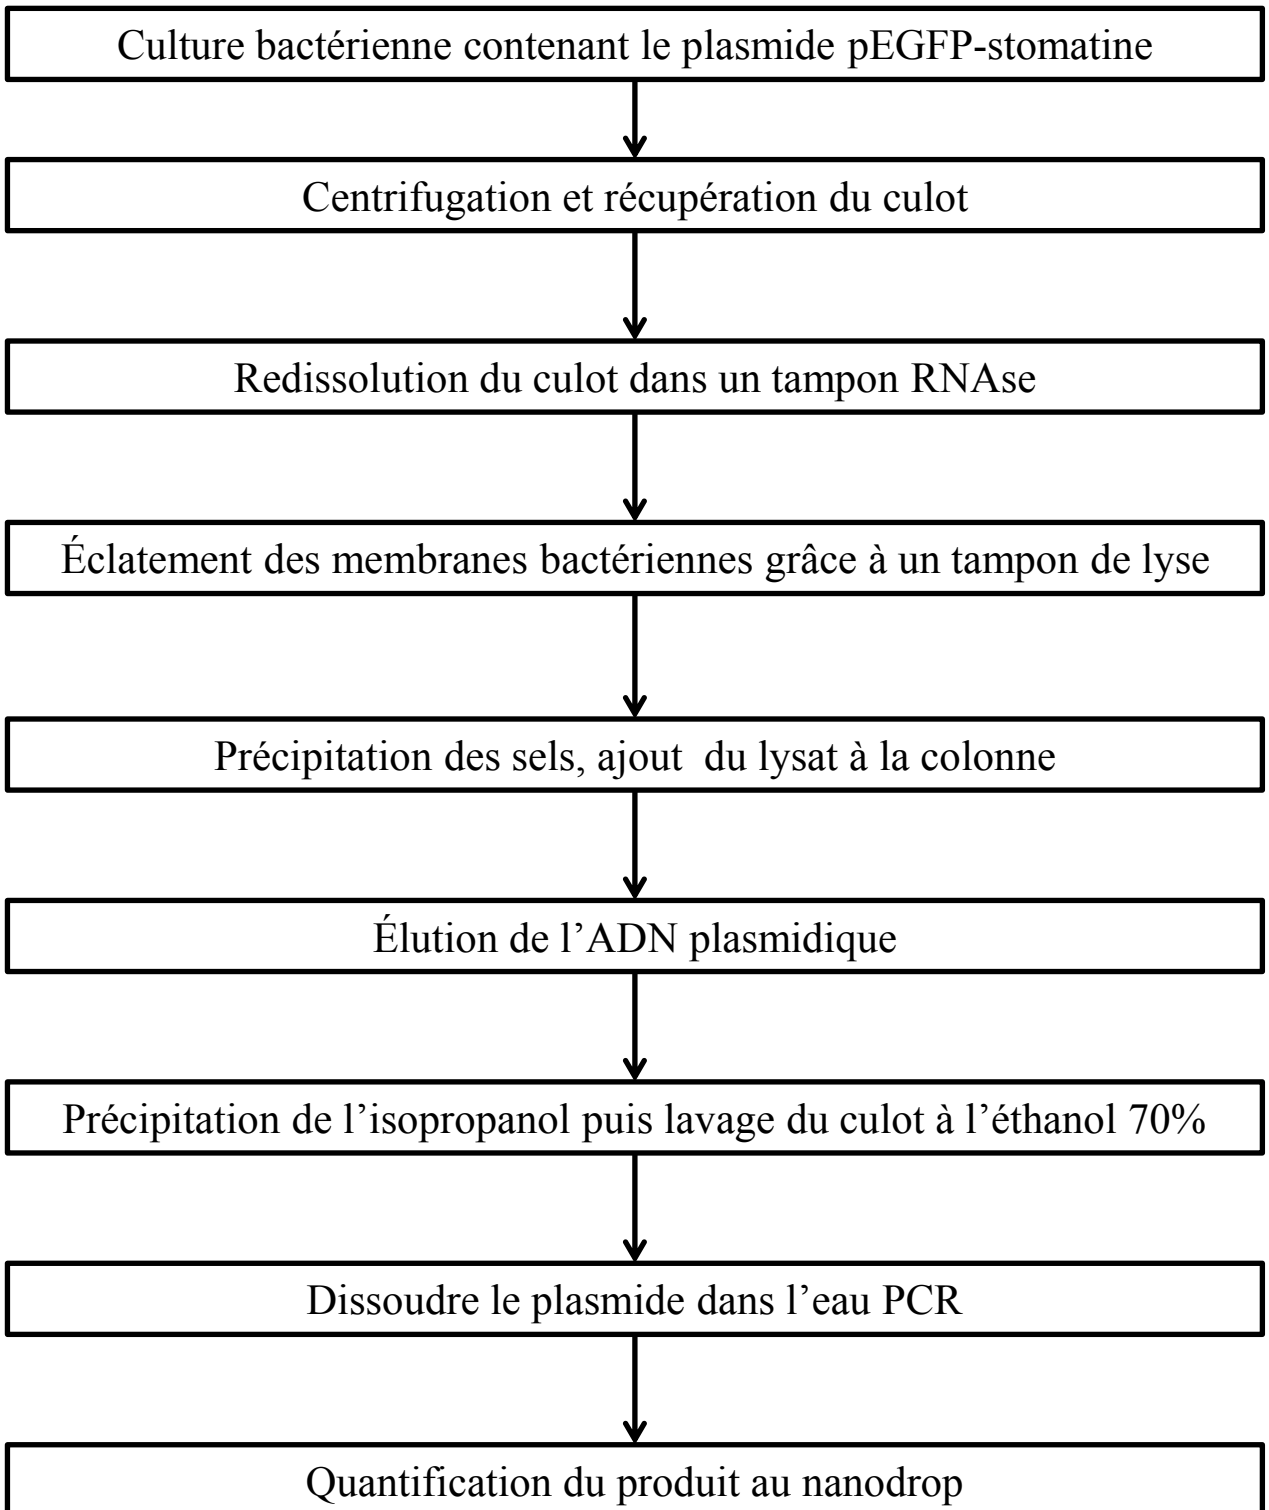 Culture bactérienne contenant le plasmide pEGFP-stomatine
Centrifugation et récupération du culot
Redissolution du culot dans un tampon RNAse
Éclatement des membranes bactériennes grâce à un tampon de lyse
Précipitation des sels, ajout  du lysat à la colonne
Élution de l’ADN plasmidique
Précipitation de l’isopropanol puis lavage du culot à l’éthanol 70%
Dissoudre le plasmide dans l’eau PCR
Quantification du produit au nanodrop